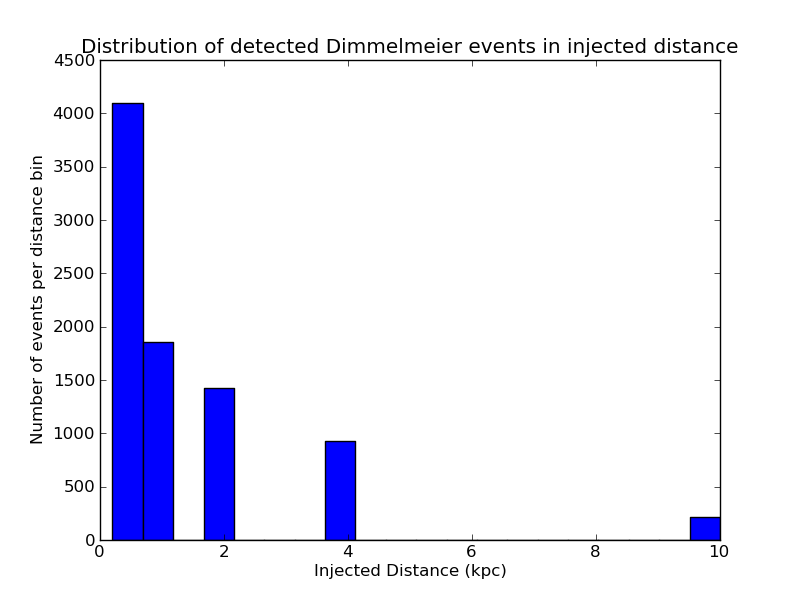 Distribution of detected Dimmelmeier events in injected distance
4500
4000
3500
3000
2500
2000
1500
1000
500
0
Number of events per distance bin
0 2 4 6 8 10
Injected Distance (kpc)